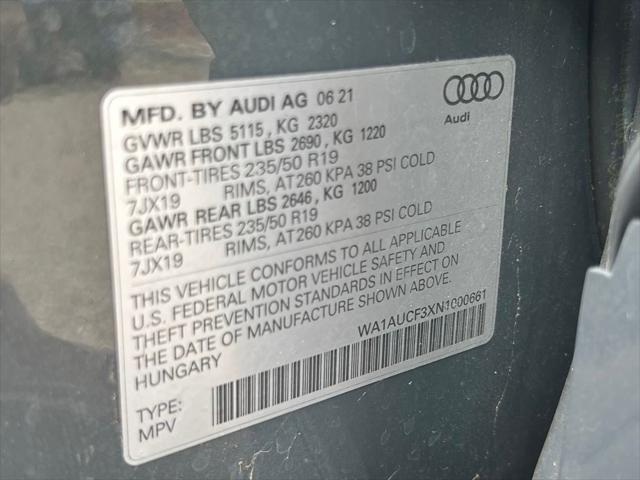 MFD. BY AUDI AG 06 21
Audi
GVWR LBS 5115, KG 2320
GAWR FRONT LBS 2690, KG 1220
FRONT-TIRES 235/50 R19
7JX19 RIMS, AT260 KPA 38 PSI COLD
GAWR REAR LBS 2646, KG 1200
REAR-TIRES 235/50 R19
7JX19 RIMS, AT260 KPA 38 PSI COLD
THIS VEHICLE CONFORMS TO ALL APPLICABLE
U.S. FEDERAL MOTOR VEHICLE SAFETY AND
THEFT PREVENTION STANDARDS IN EFFECT ON
THE DATE OF MANUFACTURE SHOWN ABOVE.
HUNGARY
WA1AUCF3XN1000661
TYPE:
MPV